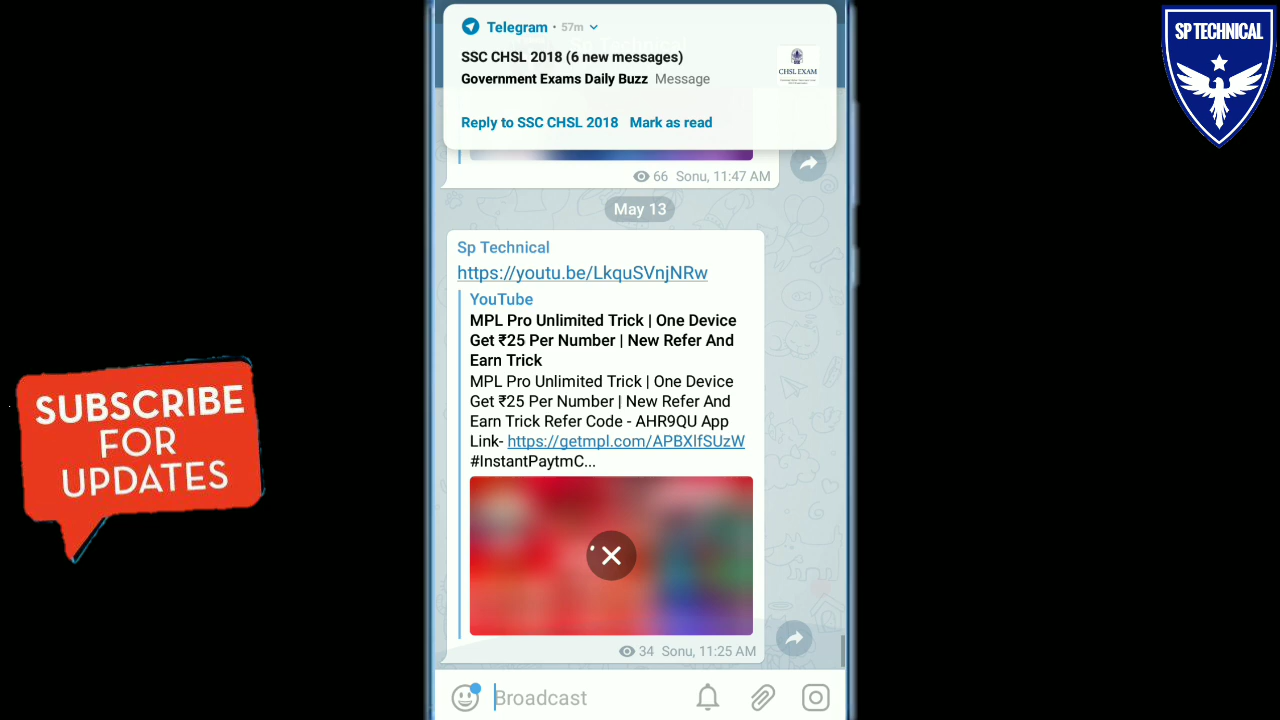 Telegram • 57m
SSC CHSL 2018 (6 new messages)
Government Exams Daily Buzz Message
CHSL EXAM
Reply to SSC CHSL 2018 Mark as read
SP TECHNICAL
66 Sonu, 11:47 AM
May 13
Sp Technical
https://youtu.be/LkquSVnjNRw
YouTube
MPL Pro Unlimited Trick | One Device
Get ₹25 Per Number | New Refer And
Earn Trick
MPL Pro Unlimited Trick | One Device
Get ₹25 Per Number | New Refer And
Earn Trick Refer Code - AHR9QU App
Link- https://getmpl.com/APBXlfSUzW
#InstantPaytmC...
34 Sonu, 11:25 AM
Broadcast
SUBSCRIBE
FOR
UPDATES